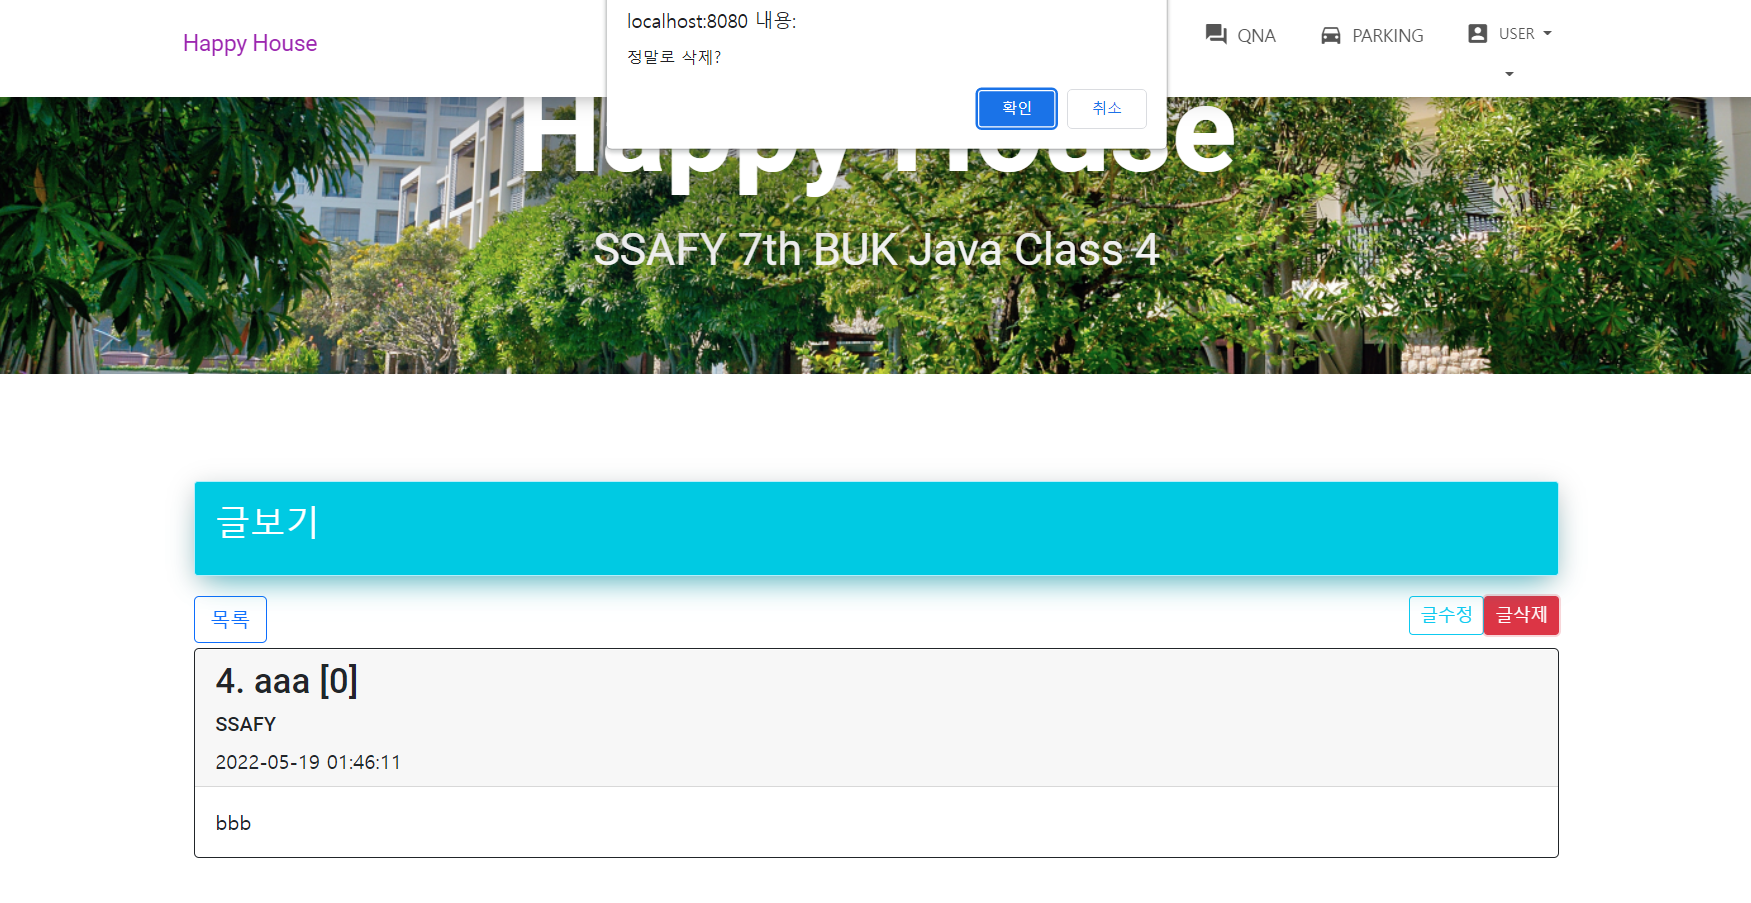 Happy House
localhost:8080 내용:
정말로 삭제?
확인
취소
QNA
PARKING
USER
Happy House
SSAFY 7th BUK Java Class 4
글보기
목록
글수정
글삭제
4. aaa [0]
SSAFY
2022-05-19 01:46:11
bbb